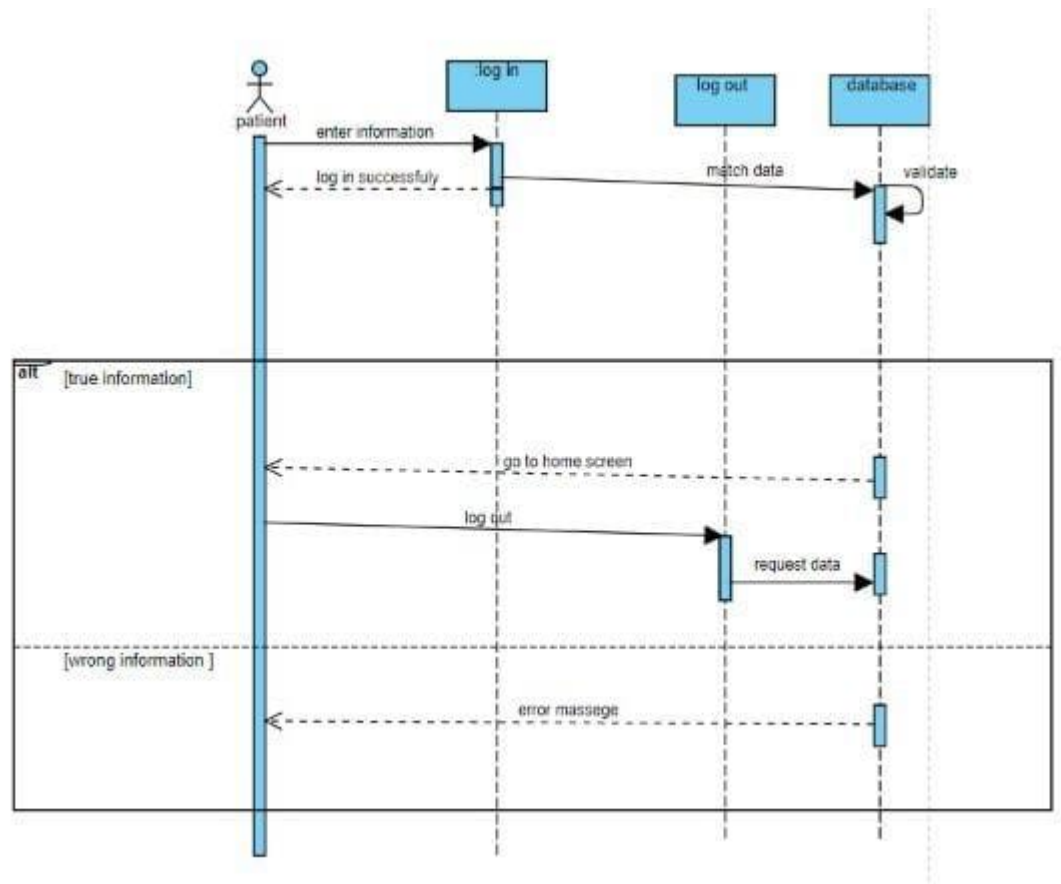 :log in
log out
database
patient
enter information
match data
validate
log in successfuly
alt
[true information]
go to home screen
log out
request data
[wrong information ]
error massege